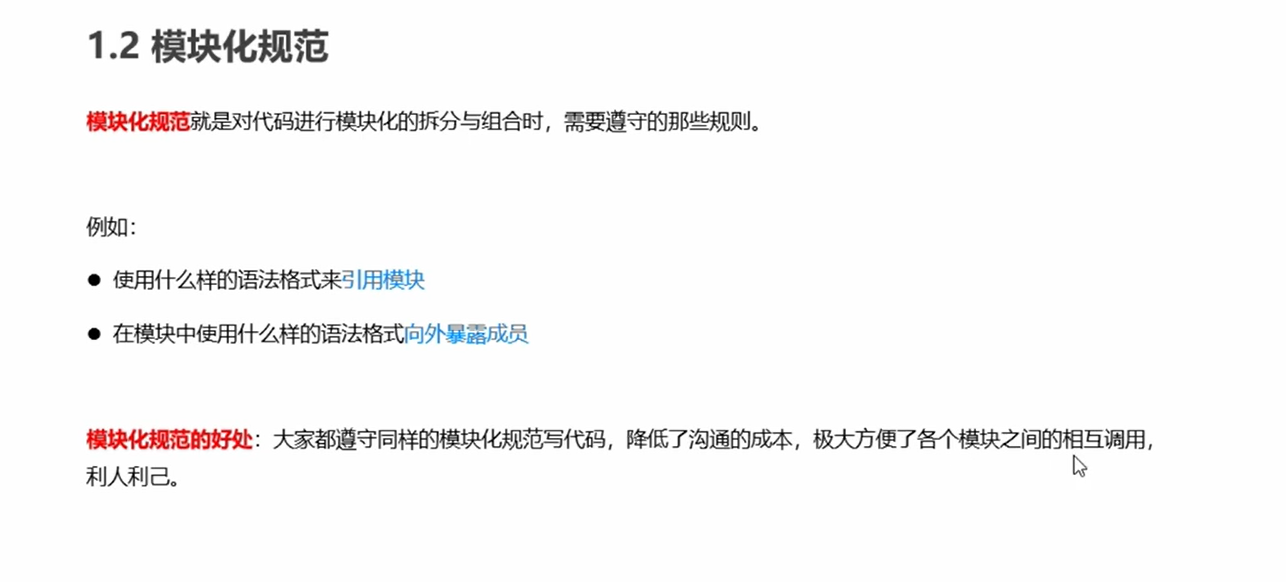 1.2 模块化规范
模块化规范就是对代码进行模块化的拆分与组合时，需要遵守的那些规则。
例如：
● 使用什么样的语法格式来引用模块
● 在模块中使用什么样的语法格式向外暴露成员
模块化规范的好处：大家都遵守同样的模块化规范写代码，降低了沟通的成本，极大方便了各个模块之间的相互调用，
利人利己。